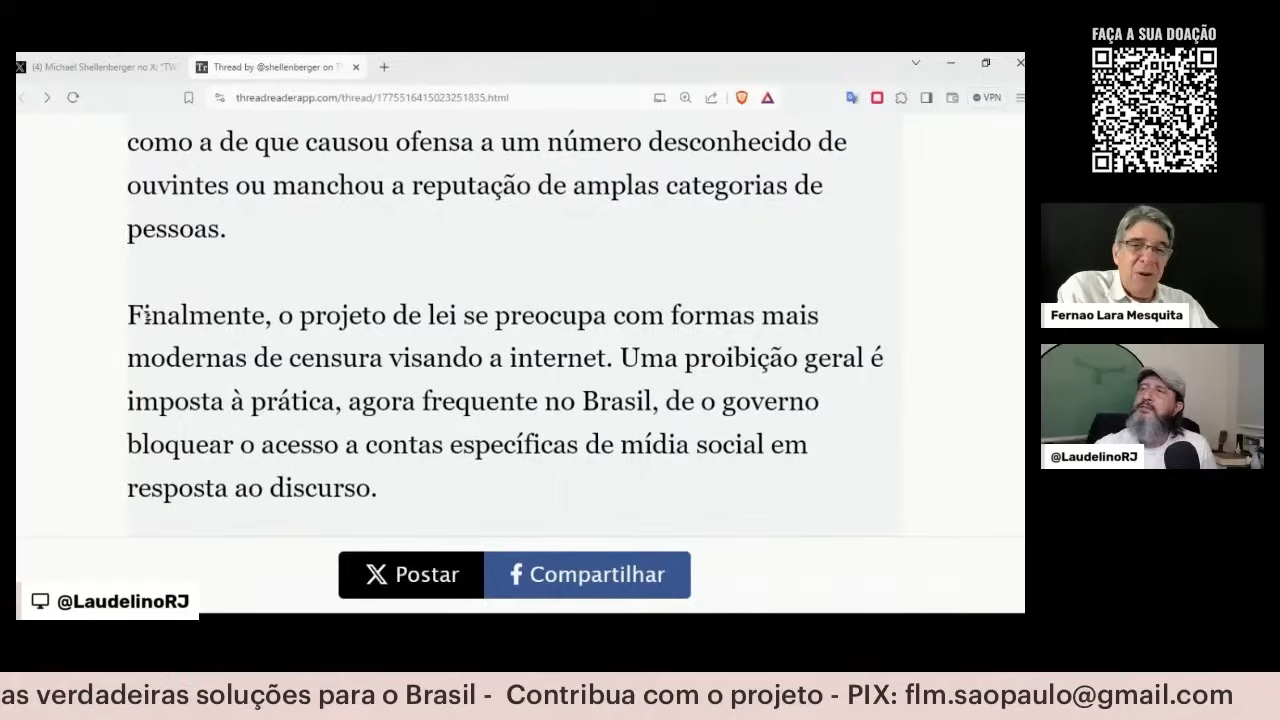 FAÇA A SUA DOAÇÃO
(4) Michael Shellenberger no X: "TW
Thread by @shellenberger on T
threadreaderapp.com/thread/1775516415023251835.html
VPN
como a de que causou ofensa a um número desconhecido de
ouvintes ou manchou a reputação de amplas categorias de
pessoas.
Finalmente, o projeto de lei se preocupa com formas mais
modernas de censura visando a internet. Uma proibição geral é
imposta à prática, agora frequente no Brasil, de o governo
bloquear o acesso a contas específicas de mídia social em
resposta ao discurso.
Postar
Compartilhar
@LaudelinoRJ
Fernao Lara Mesquita
@LaudelinoRJ
as verdadeiras soluções para o Brasil - Contribua com o projeto - PIX: flm.saopaulo@gmail.com